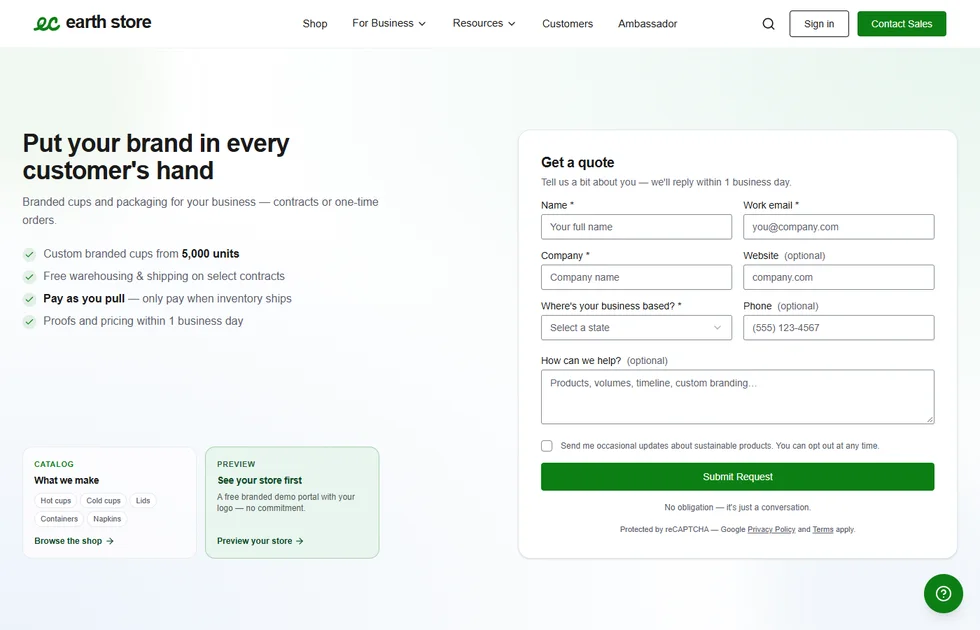 ec earth store
Shop
For Business
Resources
Customers
Ambassador
Sign in
Contact Sales
Put your brand in every
customer's hand
Branded cups and packaging for your business — contracts or one-time
orders.
Custom branded cups from 5,000 units
Free warehousing & shipping on select contracts
Pay as you pull — only pay when inventory ships
Proofs and pricing within 1 business day
CATALOG
What we make
Hot cups
Cold cups
Lids
Containers
Napkins
Browse the shop →
PREVIEW
See your store first
A free branded demo portal with your
logo — no commitment.
Preview your store →
Get a quote
Tell us a bit about you — we'll reply within 1 business day.
Name *
Your full name
Work email *
you@company.com
Company *
Company name
Website (optional)
company.com
Where's your business based? *
Select a state
Phone (optional)
(555) 123-4567
How can we help? (optional)
Products, volumes, timeline, custom branding…
Send me occasional updates about sustainable products. You can opt out at any time.
Submit Request
No obligation — it's just a conversation.
Protected by reCAPTCHA — Google Privacy Policy and Terms apply.